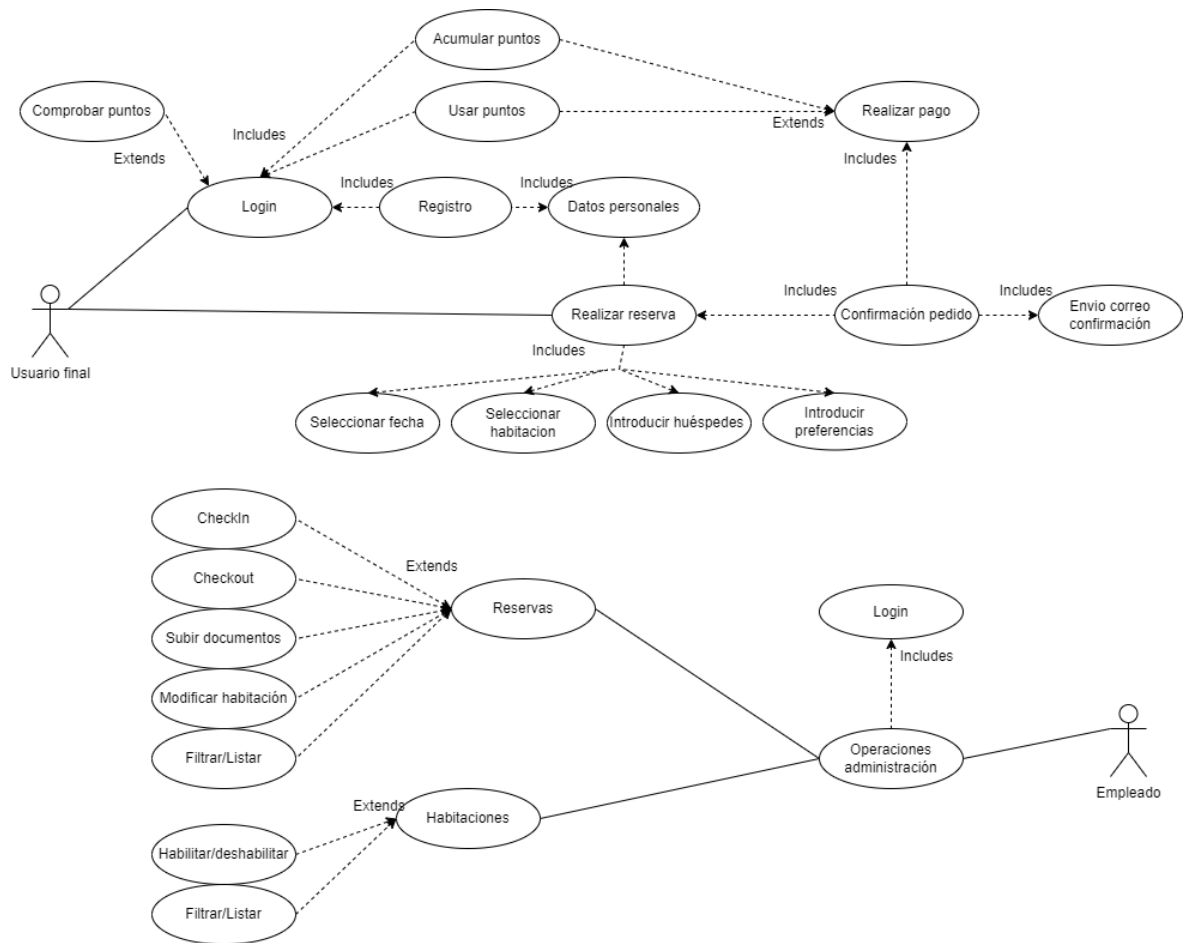 Acumular puntos
Comprobar puntos
Usar puntos
Realizar pago
Includes
Extends
Includes
Extends
Includes
Includes
Login
Registro
Datos personales
Includes
Includes
Realizar reserva
Confirmación pedido
Envio correo
confirmación
Usuario final
Includes
Seleccionar fecha
Seleccionar
habitacion
Introducir huéspedes
Introducir
preferencias
CheckIn
Extends
Checkout
Reservas
Login
Subir documentos
Includes
Modificar habitación
Filtrar/Listar
Operaciones
administración
Empleado
Extends
Habitaciones
Habilitar/deshabilitar
Filtrar/Listar